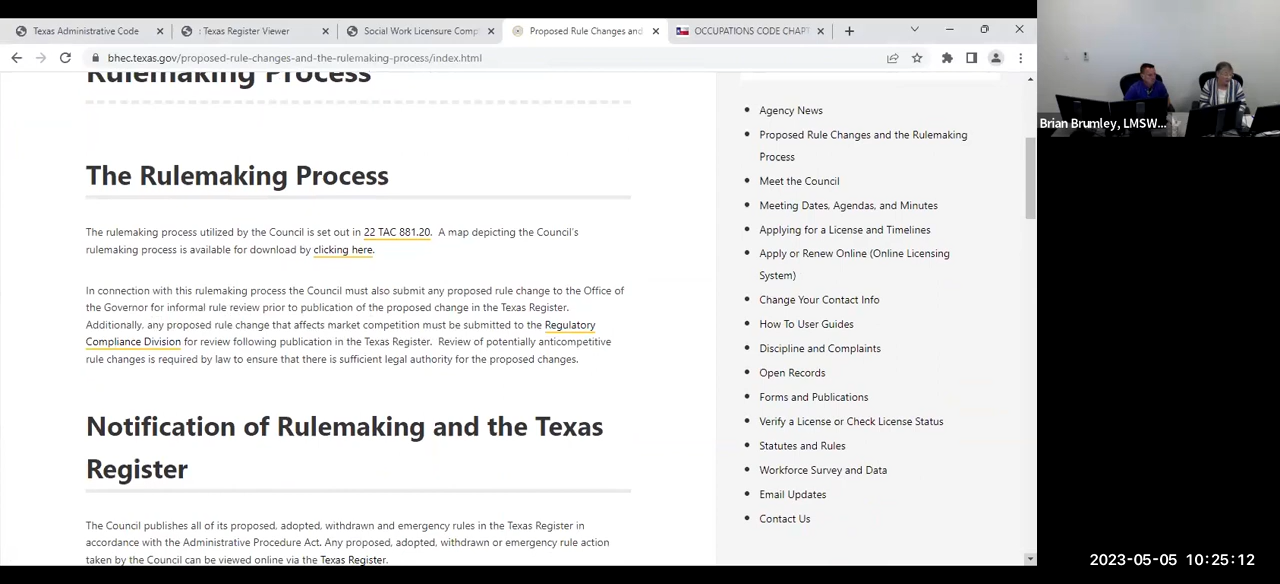 Texas Administrative Code
: Texas Register Viewer
Social Work Licensure Comp
Proposed Rule Changes and
OCCUPATIONS CODE CHAPT
bhec.texas.gov/proposed-rule-changes-and-the-rulemaking-process/index.html
Rulemaking Process
The Rulemaking Process
The rulemaking process utilized by the Council is set out in 22 TAC 881.20. A map depicting the Council's
rulemaking process is available for download by clicking here.
In connection with this rulemaking process the Council must also submit any proposed rule change to the Office of
the Governor for informal rule review prior to publication of the proposed change in the Texas Register.
Additionally, any proposed rule change that affects market competition must be submitted to the Regulatory
Compliance Division for review following publication in the Texas Register. Review of potentially anticompetitive
rule changes is required by law to ensure that there is sufficient legal authority for the proposed changes.
Notification of Rulemaking and the Texas
Register
The Council publishes all of its proposed, adopted, withdrawn and emergency rules in the Texas Register in
accordance with the Administrative Procedure Act. Any proposed, adopted, withdrawn or emergency rule action
taken by the Council can be viewed online via the Texas Register.
Agency News
Proposed Rule Changes and the Rulemaking
Process
Meet the Council
Meeting Dates, Agendas, and Minutes
Applying for a License and Timelines
Apply or Renew Online (Online Licensing
System)
Change Your Contact Info
How To User Guides
Discipline and Complaints
Open Records
Forms and Publications
Verify a License or Check License Status
Statutes and Rules
Workforce Survey and Data
Email Updates
Contact Us
Brian Brumley, LMSW...
2023-05-05 10:25:12